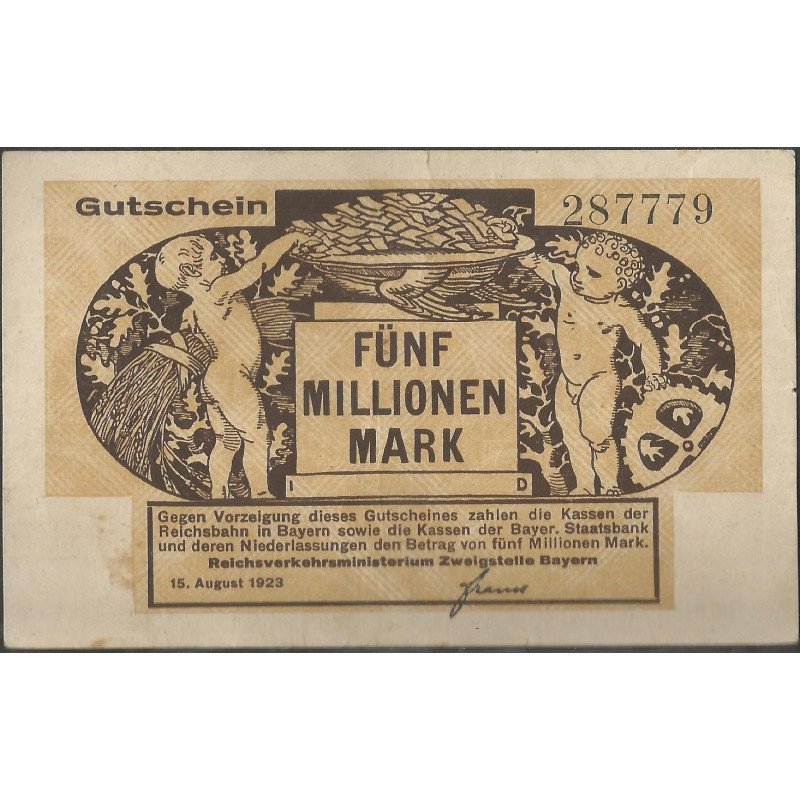 Gutschein 287779
FÜNF
MILLIONEN
MARK
I D
Gegen Vorzeigung dieses Gutscheines zahlen die Kassen der
Reichsbahn in Bayern sowie die Kassen der Bayer. Staatsbank
und deren Niederlassungen den Betrag von fünf Millionen Mark.
Reichsverkehrsministerium Zweigstelle Bayern
15. August 1923